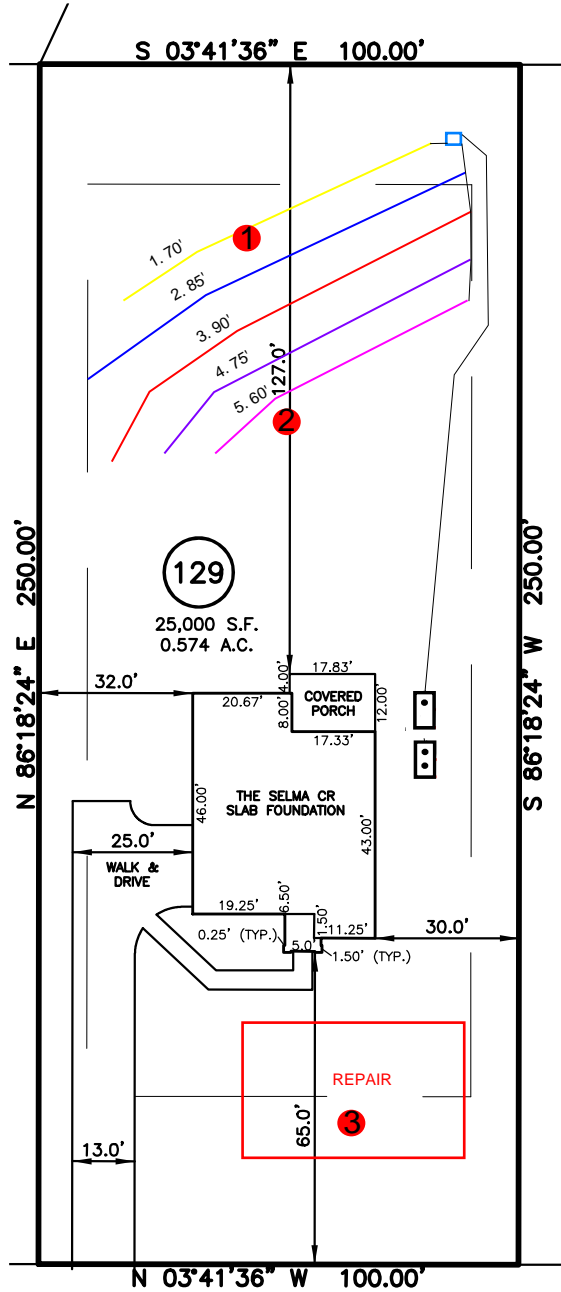 S 03°41'36" E 100.00'
1
1. 70'
2. 85'
3. 90'
4. 75'
5. 60'
127.0'
2
N 86°18'24" E 250.00'
S 86°18'24" W 250.00'
129
25,000 S.F.
0.574 A.C.
32.0'
20.67'
4.00'
17.83'
8.00'
COVERED
PORCH
12.00'
17.33'
THE SELMA CR
SLAB FOUNDATION
46.00'
43.00'
25.0'
WALK &
DRIVE
19.25'
6.50'
1.50'
11.25'
30.0'
0.25' (TYP.)
5.0'
1.50' (TYP.)
REPAIR
3
65.0'
13.0'
N 03°41'36" W 100.00'